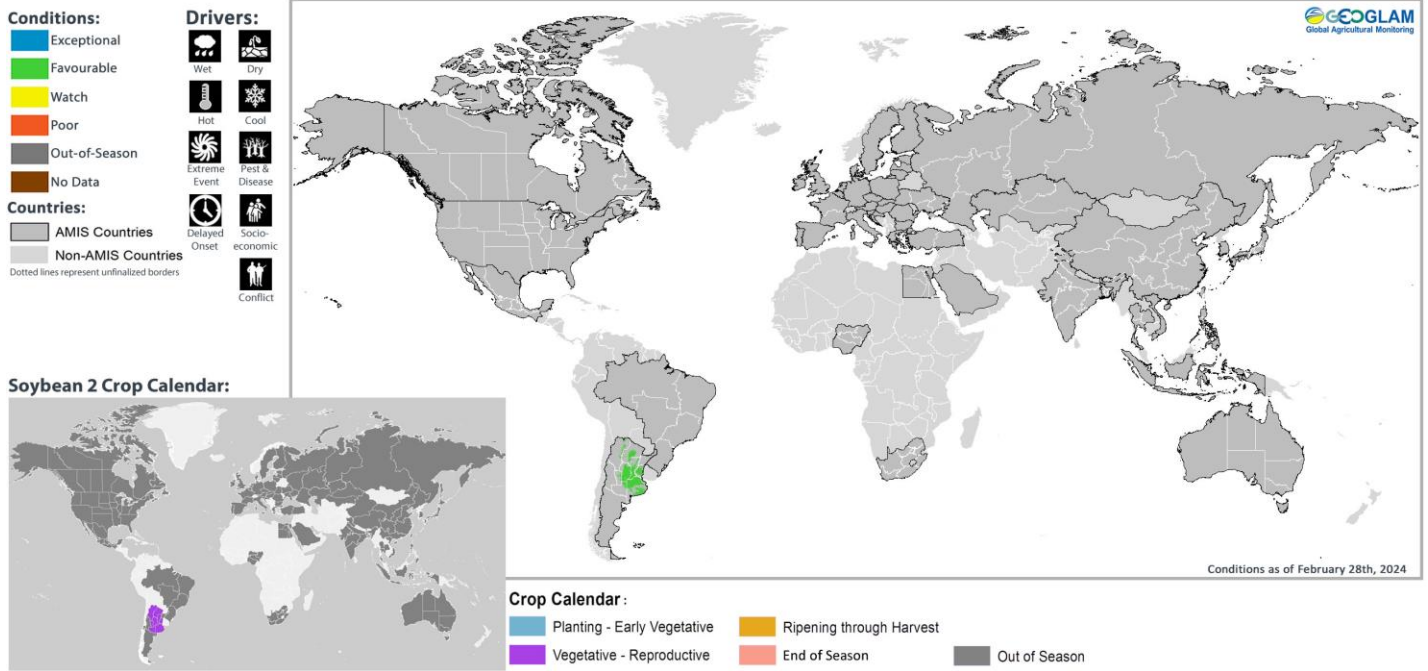 Conditions:
Exceptional
Favourable
Watch
Poor
Out-of-Season
No Data
Countries:
AMIS Countries
Non-AMIS Countries
Dotted lines represent unfinalized borders
Drivers:
Wet
Dry
Hot
Cool
Extreme
Event
Pest &
Disease
Delayed
Onset
Socio-
economic
Conflict
GEOGLAM
Global Agricultural Monitoring
Conditions as of February 28th, 2024
Soybean 2 Crop Calendar:
Crop Calendar :
Planting - Early Vegetative
Vegetative - Reproductive
Ripening through Harvest
End of Season
Out of Season